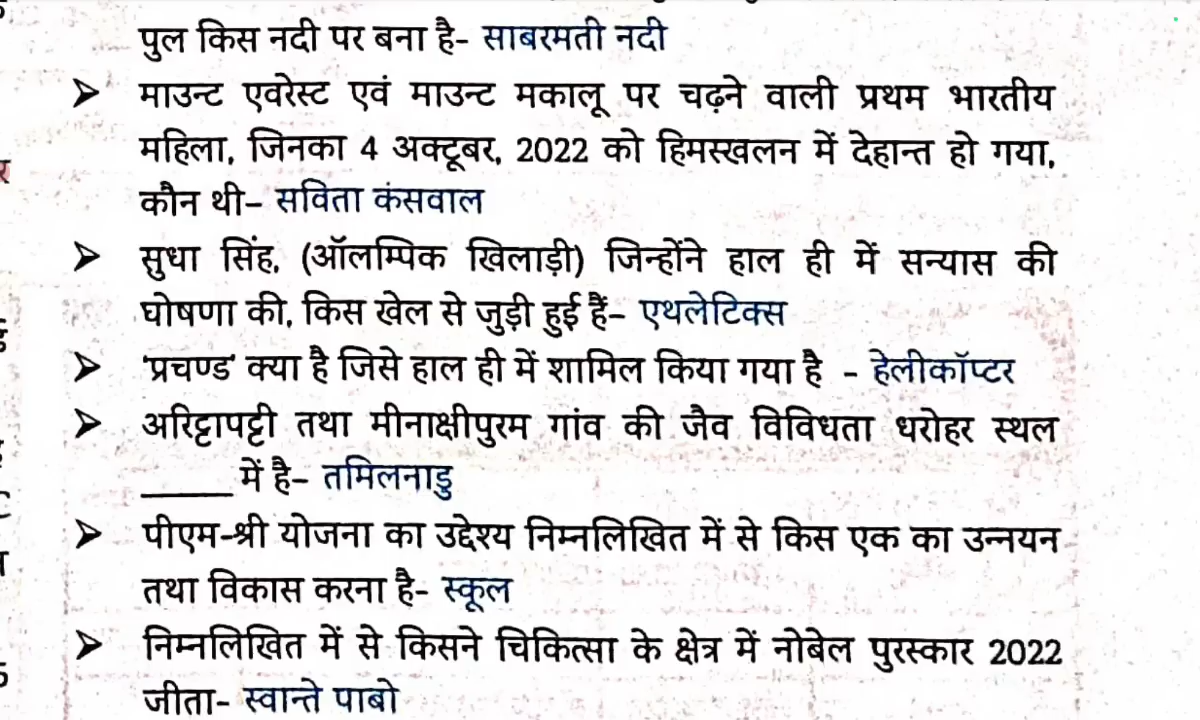 पुल किस नदी पर बना है- साबरमती नदी
➢ माउन्ट एवरेस्ट एवं माउन्ट मकालू पर चढ़ने वाली प्रथम भारतीय
महिला, जिनका 4 अक्टूबर, 2022 को हिमस्खलन में देहान्त हो गया,
कौन थी– सविता कंसवाल
➢ सुधा सिंह, (ऑलम्पिक खिलाड़ी) जिन्होंने हाल ही में सन्यास की
घोषणा की, किस खेल से जुड़ी हुई हैं– एथलेटिक्स
➢ 'प्रचण्ड' क्या है जिसे हाल ही में शामिल किया गया है - हेलीकॉप्टर
➢ अरिट्टापट्टी तथा मीनाक्षीपुरम गांव की जैव विविधता धरोहर स्थल
_____ में है– तमिलनाडु
➢ पीएम-श्री योजना का उद्देश्य निम्नलिखित में से किस एक का उन्नयन
तथा विकास करना है- स्कूल
➢ निम्नलिखित में से किसने चिकित्सा के क्षेत्र में नोबेल पुरस्कार 2022
जीता- स्वान्ते पाबो